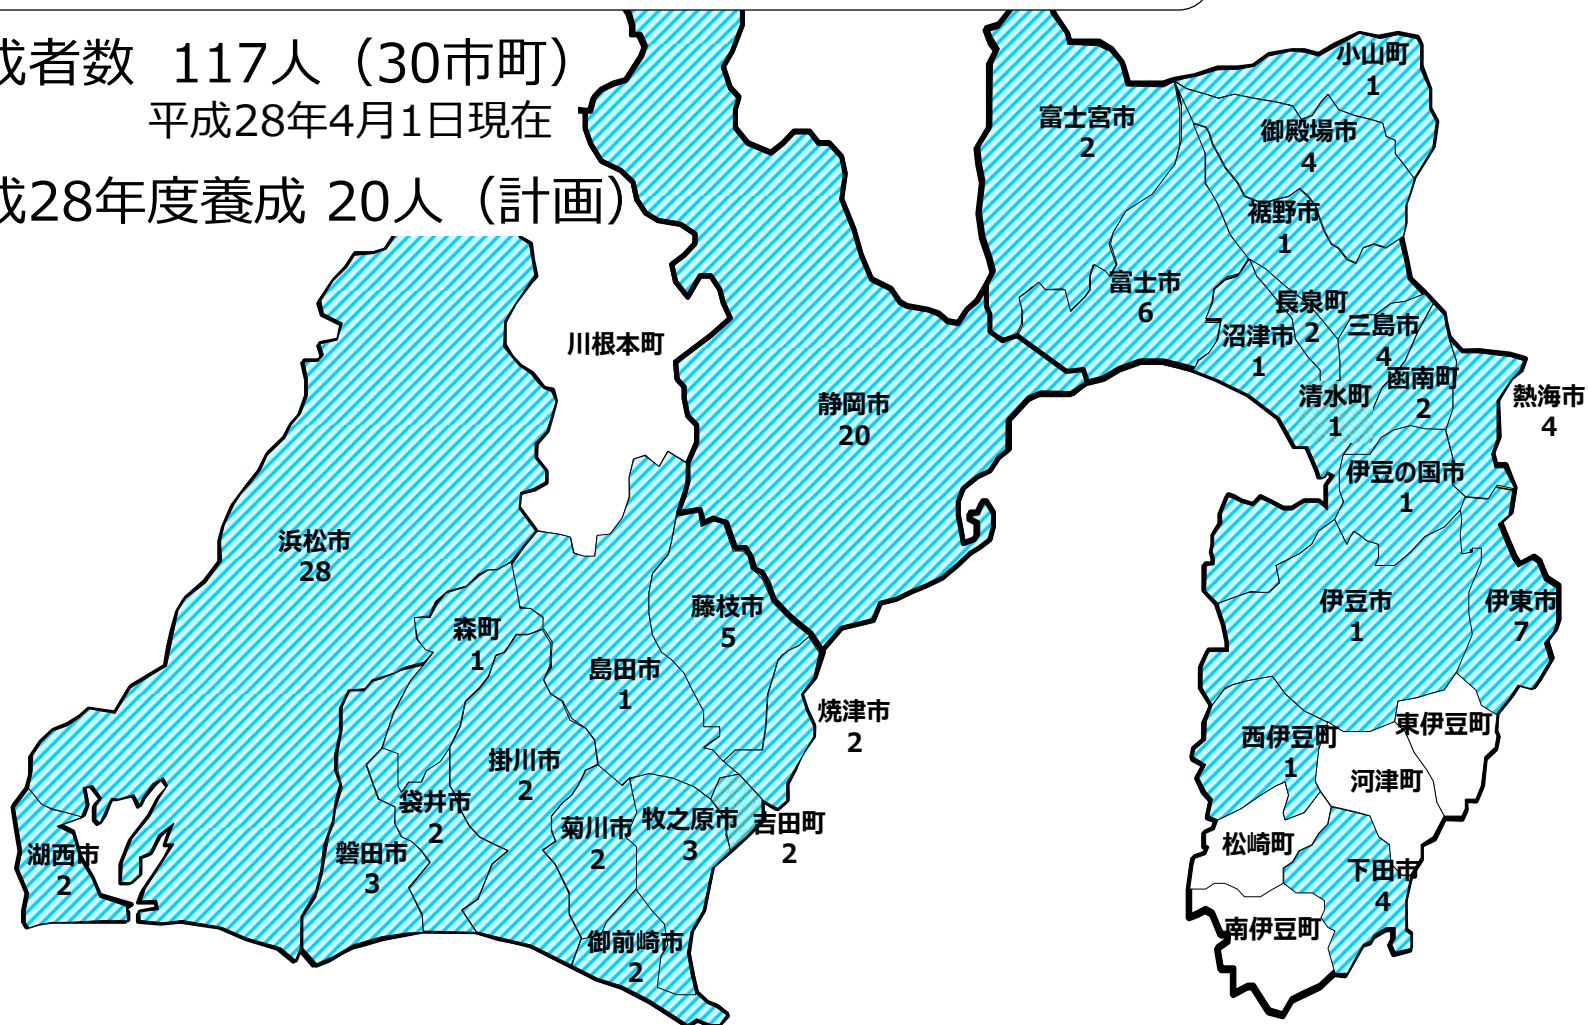 成者数 117人（30市町）
平成28年4月1日現在
成28年度養成 20人（計画）
小山町
1
富士宮市
2
御殿場市
4
裾野市
1
富士市
6
長泉町
2
三島市
4
沼津市
1
函南町
2
清水町
1
熱海市
4
川根本町
静岡市
20
伊豆の国市
1
浜松市
28
藤枝市
5
伊豆市
1
伊東市
7
森町
1
島田市
1
焼津市
2
東伊豆町
西伊豆町
1
河津町
掛川市
2
袋井市
2
菊川市
2
牧之原市
3
吉田町
2
松崎町
湖西市
2
磐田市
3
下田市
4
南伊豆町
御前崎市
2